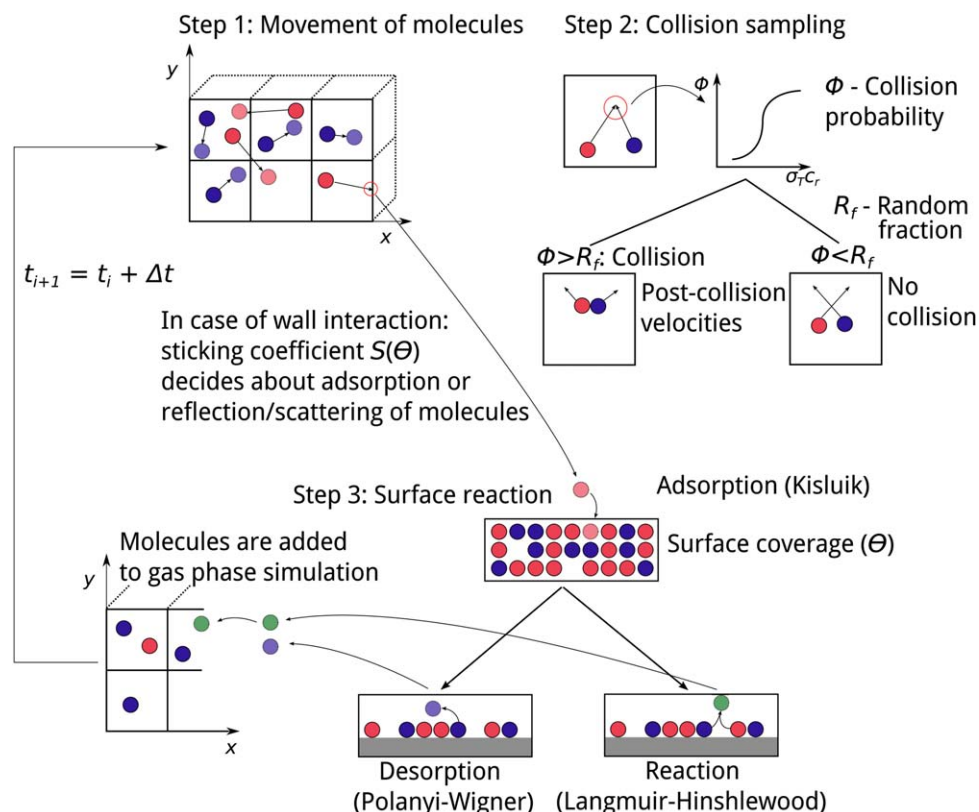 Step 1: Movement of molecules
y
x
Step 2: Collision sampling
Φ
Φ - Collision
probability
σTcr
Rf - Random
fraction
Φ>Rf: Collision
Φ<Rf
Post-collision
velocities
No
collision
ti+1 = ti + Δt
In case of wall interaction:
sticking coefficient S(Θ)
decides about adsorption or
reflection/scattering of molecules
Step 3: Surface reaction
Adsorption (Kisluik)
Surface coverage (Θ)
Molecules are added
to gas phase simulation
y
x
Desorption
(Polanyi-Wigner)
Reaction
(Langmuir-Hinshlewood)